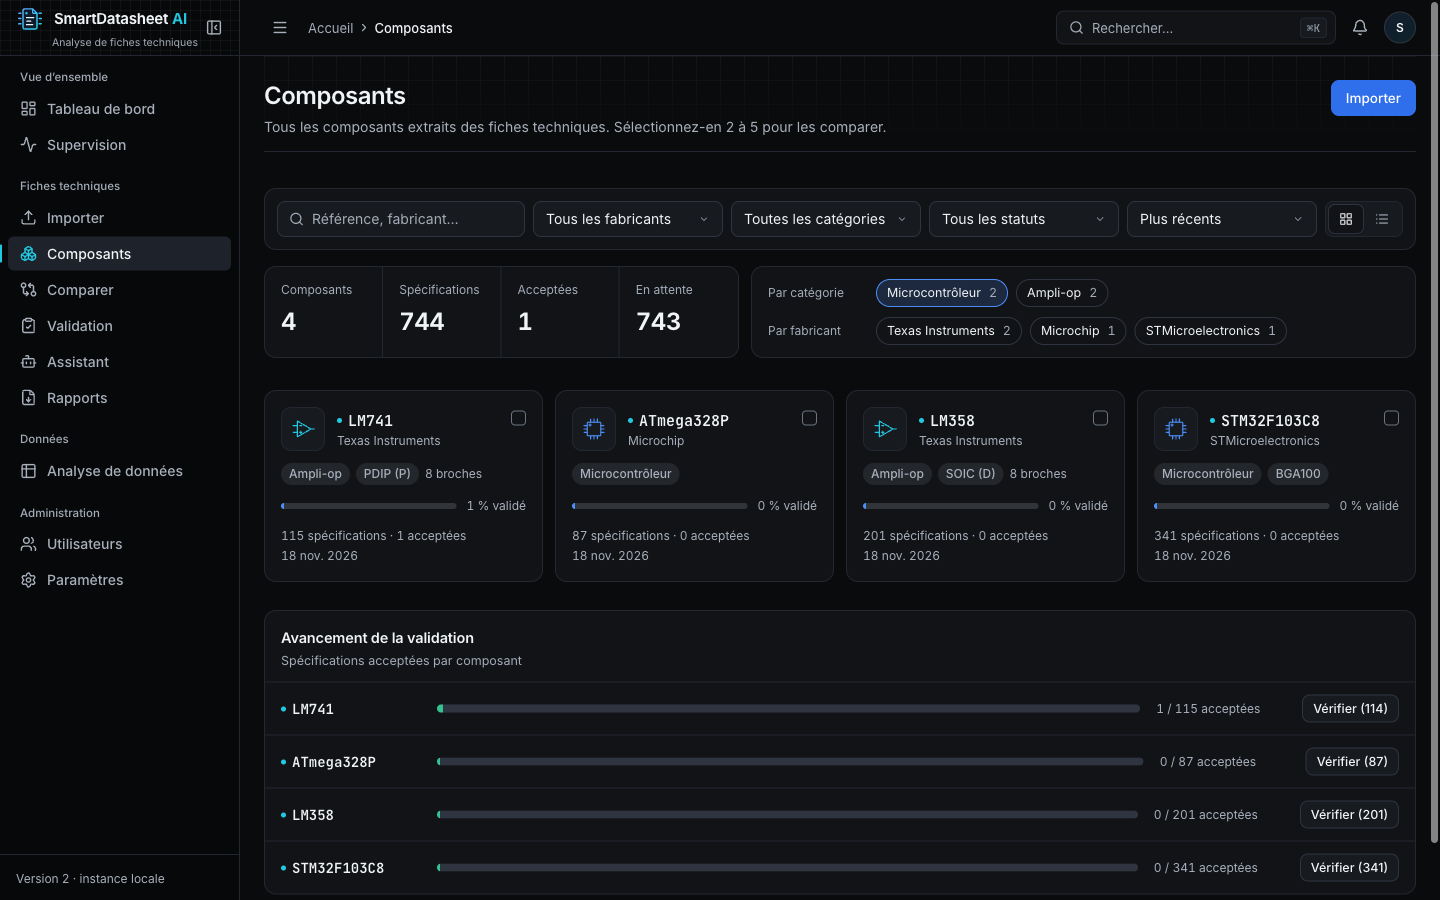 SmartDatasheet AI
Analyse de fiches techniques
Accueil > Composants
Rechercher...
⌘K
S
Vue d'ensemble
Tableau de bord
Supervision
Fiches techniques
Importer
Composants
Comparer
Validation
Assistant
Rapports
Données
Analyse de données
Administration
Utilisateurs
Paramètres
Version 2 · instance locale
Composants
Importer
Tous les composants extraits des fiches techniques. Sélectionnez-en 2 à 5 pour les comparer.
Référence, fabricant...
Tous les fabricants
Toutes les catégories
Tous les statuts
Plus récents
Composants
4
Spécifications
744
Acceptées
1
En attente
743
Par catégorie Microcontrôleur 2 Ampli-op 2
Par fabricant Texas Instruments 2 Microchip 1 STMicroelectronics 1
LM741
Texas Instruments
Ampli-op PDIP (P) 8 broches
1 % validé
115 spécifications · 1 acceptées
18 nov. 2026
ATmega328P
Microchip
Microcontrôleur
0 % validé
87 spécifications · 0 acceptées
18 nov. 2026
LM358
Texas Instruments
Ampli-op SOIC (D) 8 broches
0 % validé
201 spécifications · 0 acceptées
18 nov. 2026
STM32F103C8
STMicroelectronics
Microcontrôleur BGA100
0 % validé
341 spécifications · 0 acceptées
18 nov. 2026
Avancement de la validation
Spécifications acceptées par composant
LM741 1 / 115 acceptées Vérifier (114)
ATmega328P 0 / 87 acceptées Vérifier (87)
LM358 0 / 201 acceptées Vérifier (201)
STM32F103C8 0 / 341 acceptées Vérifier (341)